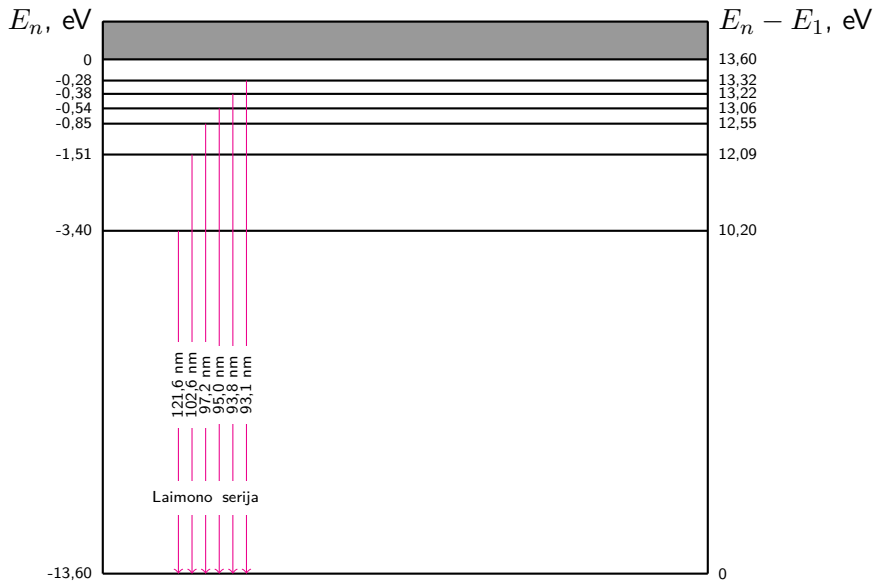 E_n, eV
E_n − E_1, eV
0
13,60
-0,28
13,32
-0,38
13,22
-0,54
13,06
-0,85
12,55
-1,51
12,09
-3,40
10,20
121,6 nm
102,6 nm
97,2 nm
95,0 nm
93,8 nm
93,1 nm
Laimono serija
-13,60
0